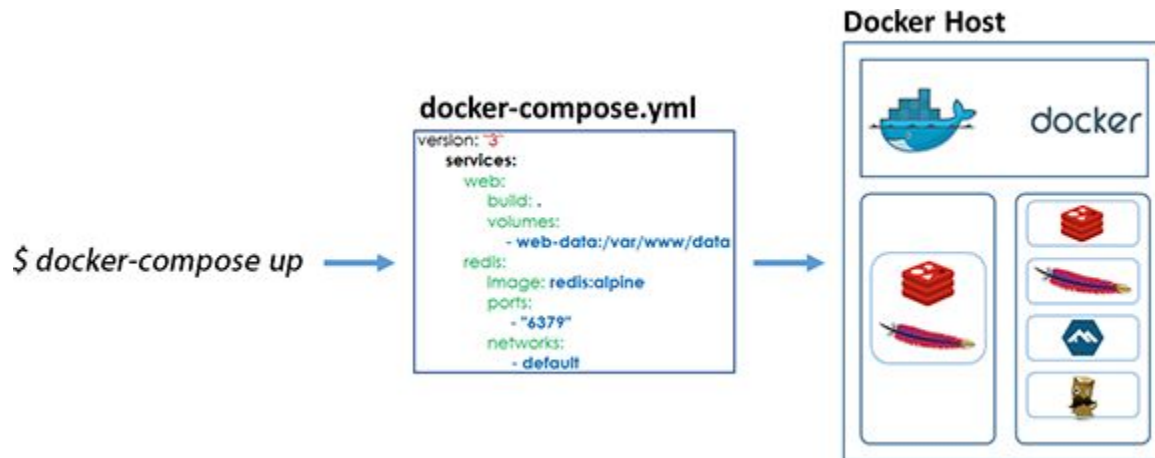 $ docker-compose up
docker-compose.yml
version: "3"
services:
web:
build: .
volumes:
- web-data:/var/www/data
redis:
image: redis:alpine
ports:
- "6379"
networks:
- default
Docker Host
docker